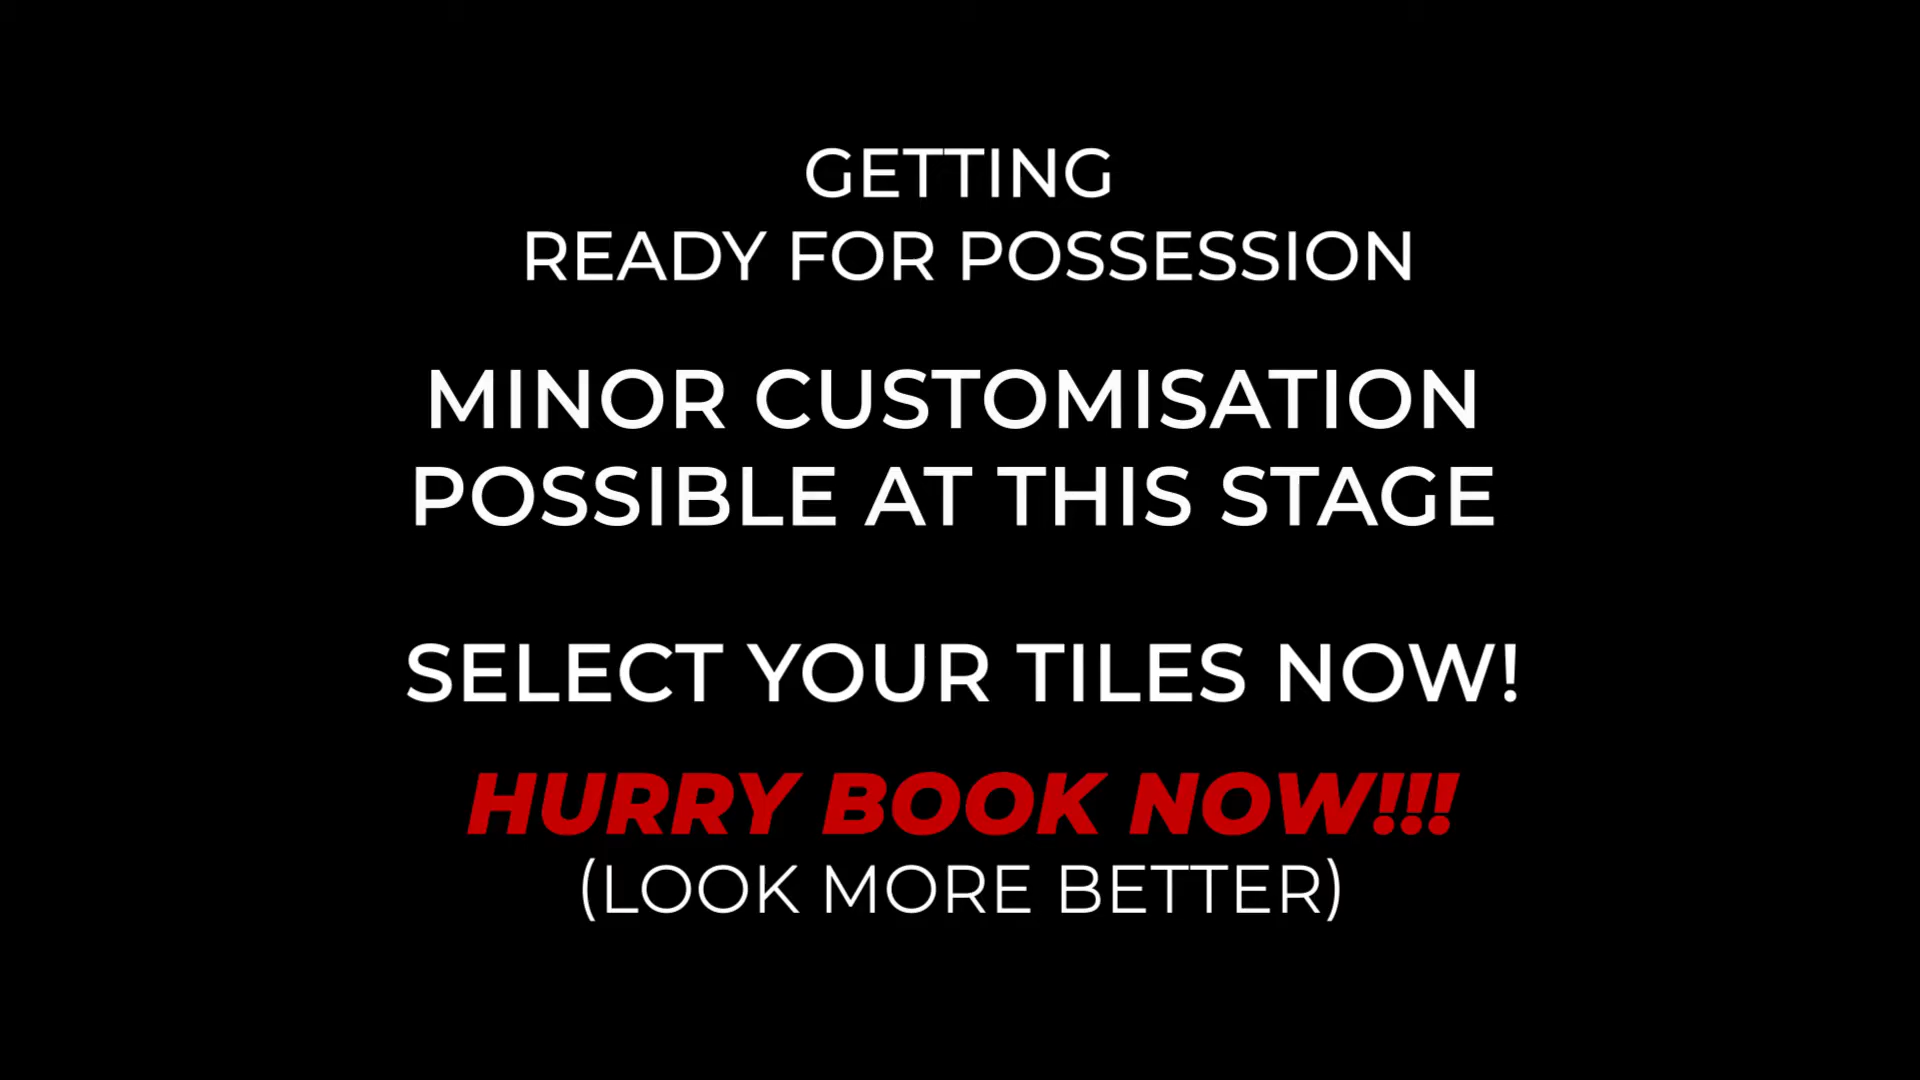 GETTING
READY FOR POSSESSION
MINOR CUSTOMISATION
POSSIBLE AT THIS STAGE
SELECT YOUR TILES NOW!
HURRY BOOK NOW!!!
(LOOK MORE BETTER)